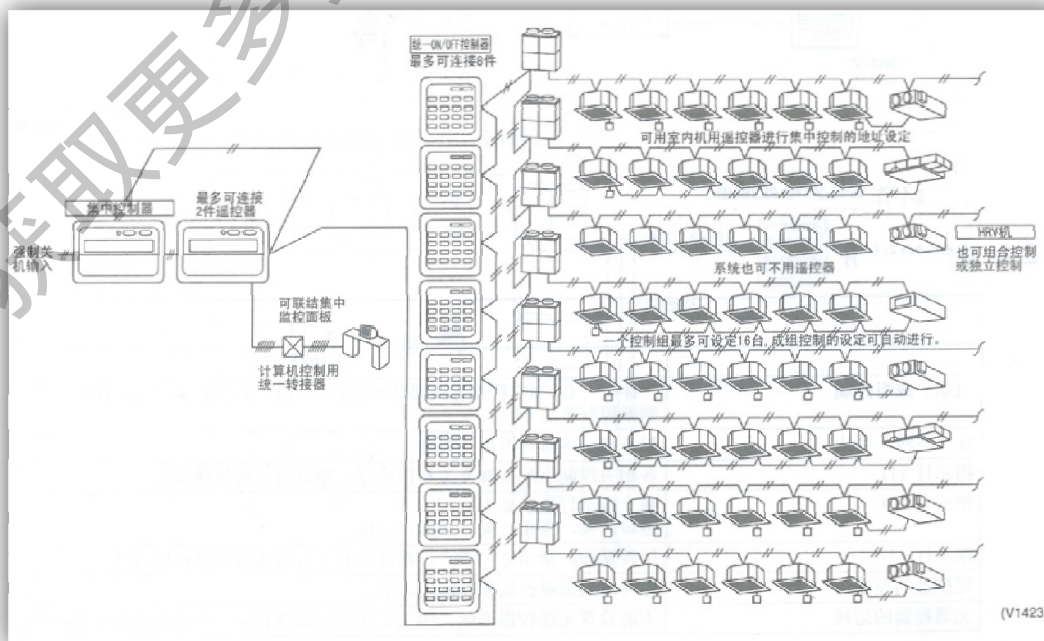 获取更多
统一ON/OFF控制器
最多可连接8件
可用室内机用遥控器进行集中控制的地址设定
集中控制器
最多可连接
2件遥控器
强制关
机输入
HRV机
也可组合控制
或独立控制
系统也可不用遥控器
可联结集中
监控面板
一个控制组最多可设定16台,成组控制的设定可自动进行。
计算机控制用
统一转接器
(V1423